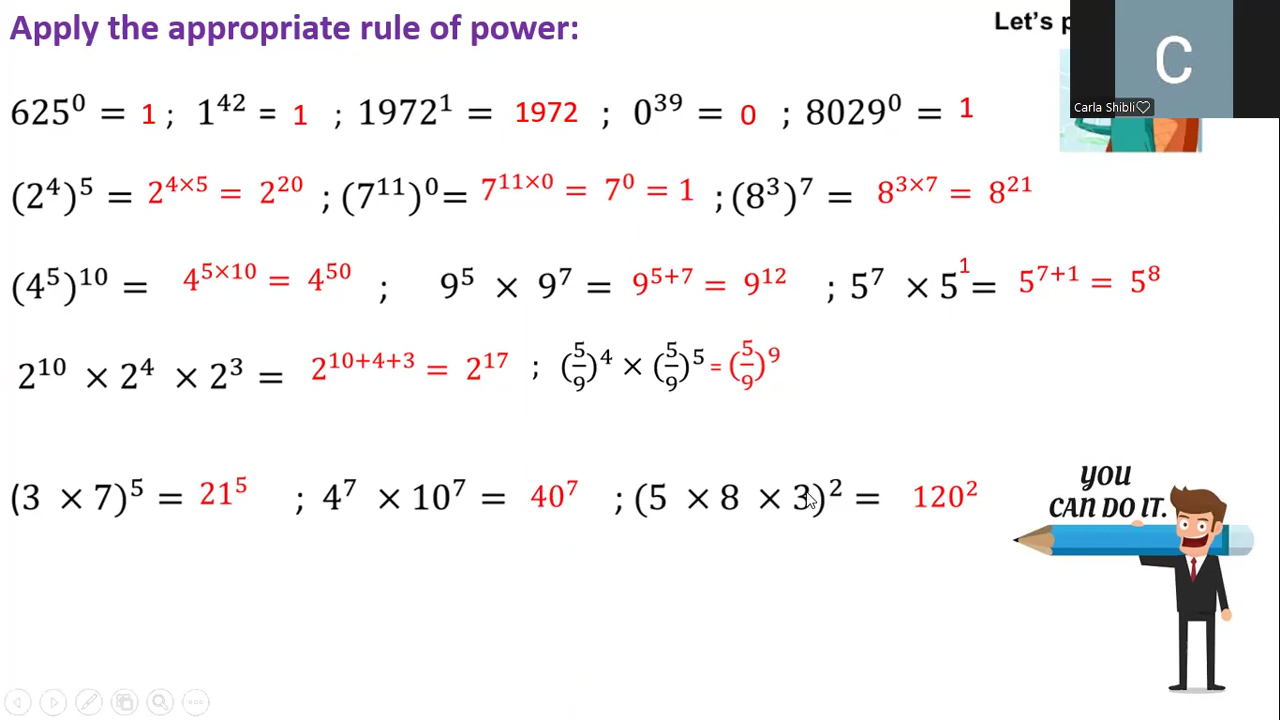 Apply the appropriate rule of power:
Let's
C
Carla Shibli♡
625⁰ = 1 ; 1⁴² = 1 ; 1972¹ = 1972 ; 0³⁹ = 0 ; 8029⁰ = 1
(2⁴)⁵ = 2⁴ˣ⁵ = 2²⁰ ; (7¹¹)⁰= 7¹¹ˣ⁰ = 7⁰ = 1 ; (8³)⁷ = 8³ˣ⁷ = 8²¹
(4⁵)¹⁰ = 4⁵ˣ¹⁰ = 4⁵⁰ ; 9⁵ × 9⁷ = 9⁵⁺⁷ = 9¹² ; 5⁷ × 5¹ = 5⁷⁺¹ = 5⁸
2¹⁰ × 2⁴ × 2³ = 2¹⁰⁺⁴⁺³ = 2¹⁷ ; (5/9)⁴ × (5/9)⁵ = (5/9)⁹
(3 × 7)⁵ = 21⁵ ; 4⁷ × 10⁷ = 40⁷ ; (5 × 8 × 3)² = 120²
YOU
CAN DO IT.